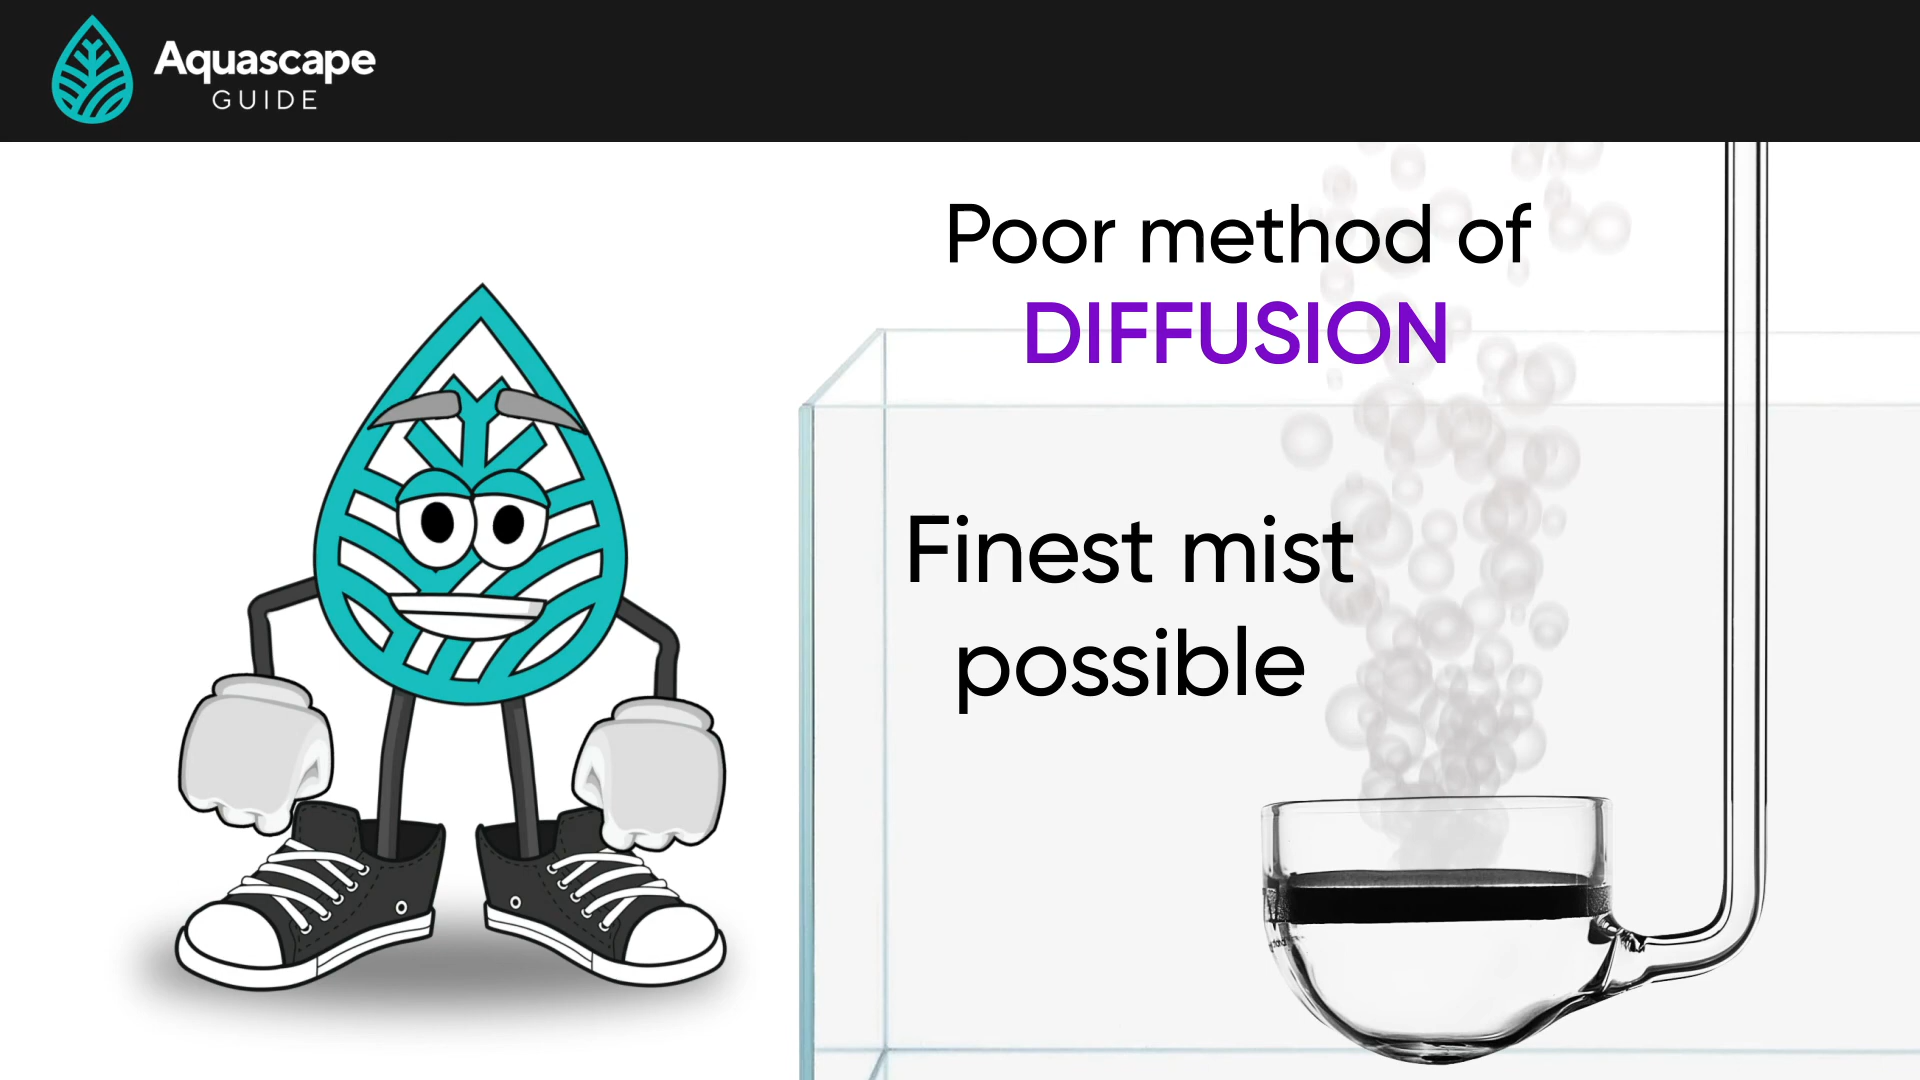 Aquascape
GUIDE
Poor method of
DIFFUSION
Finest mist
possible